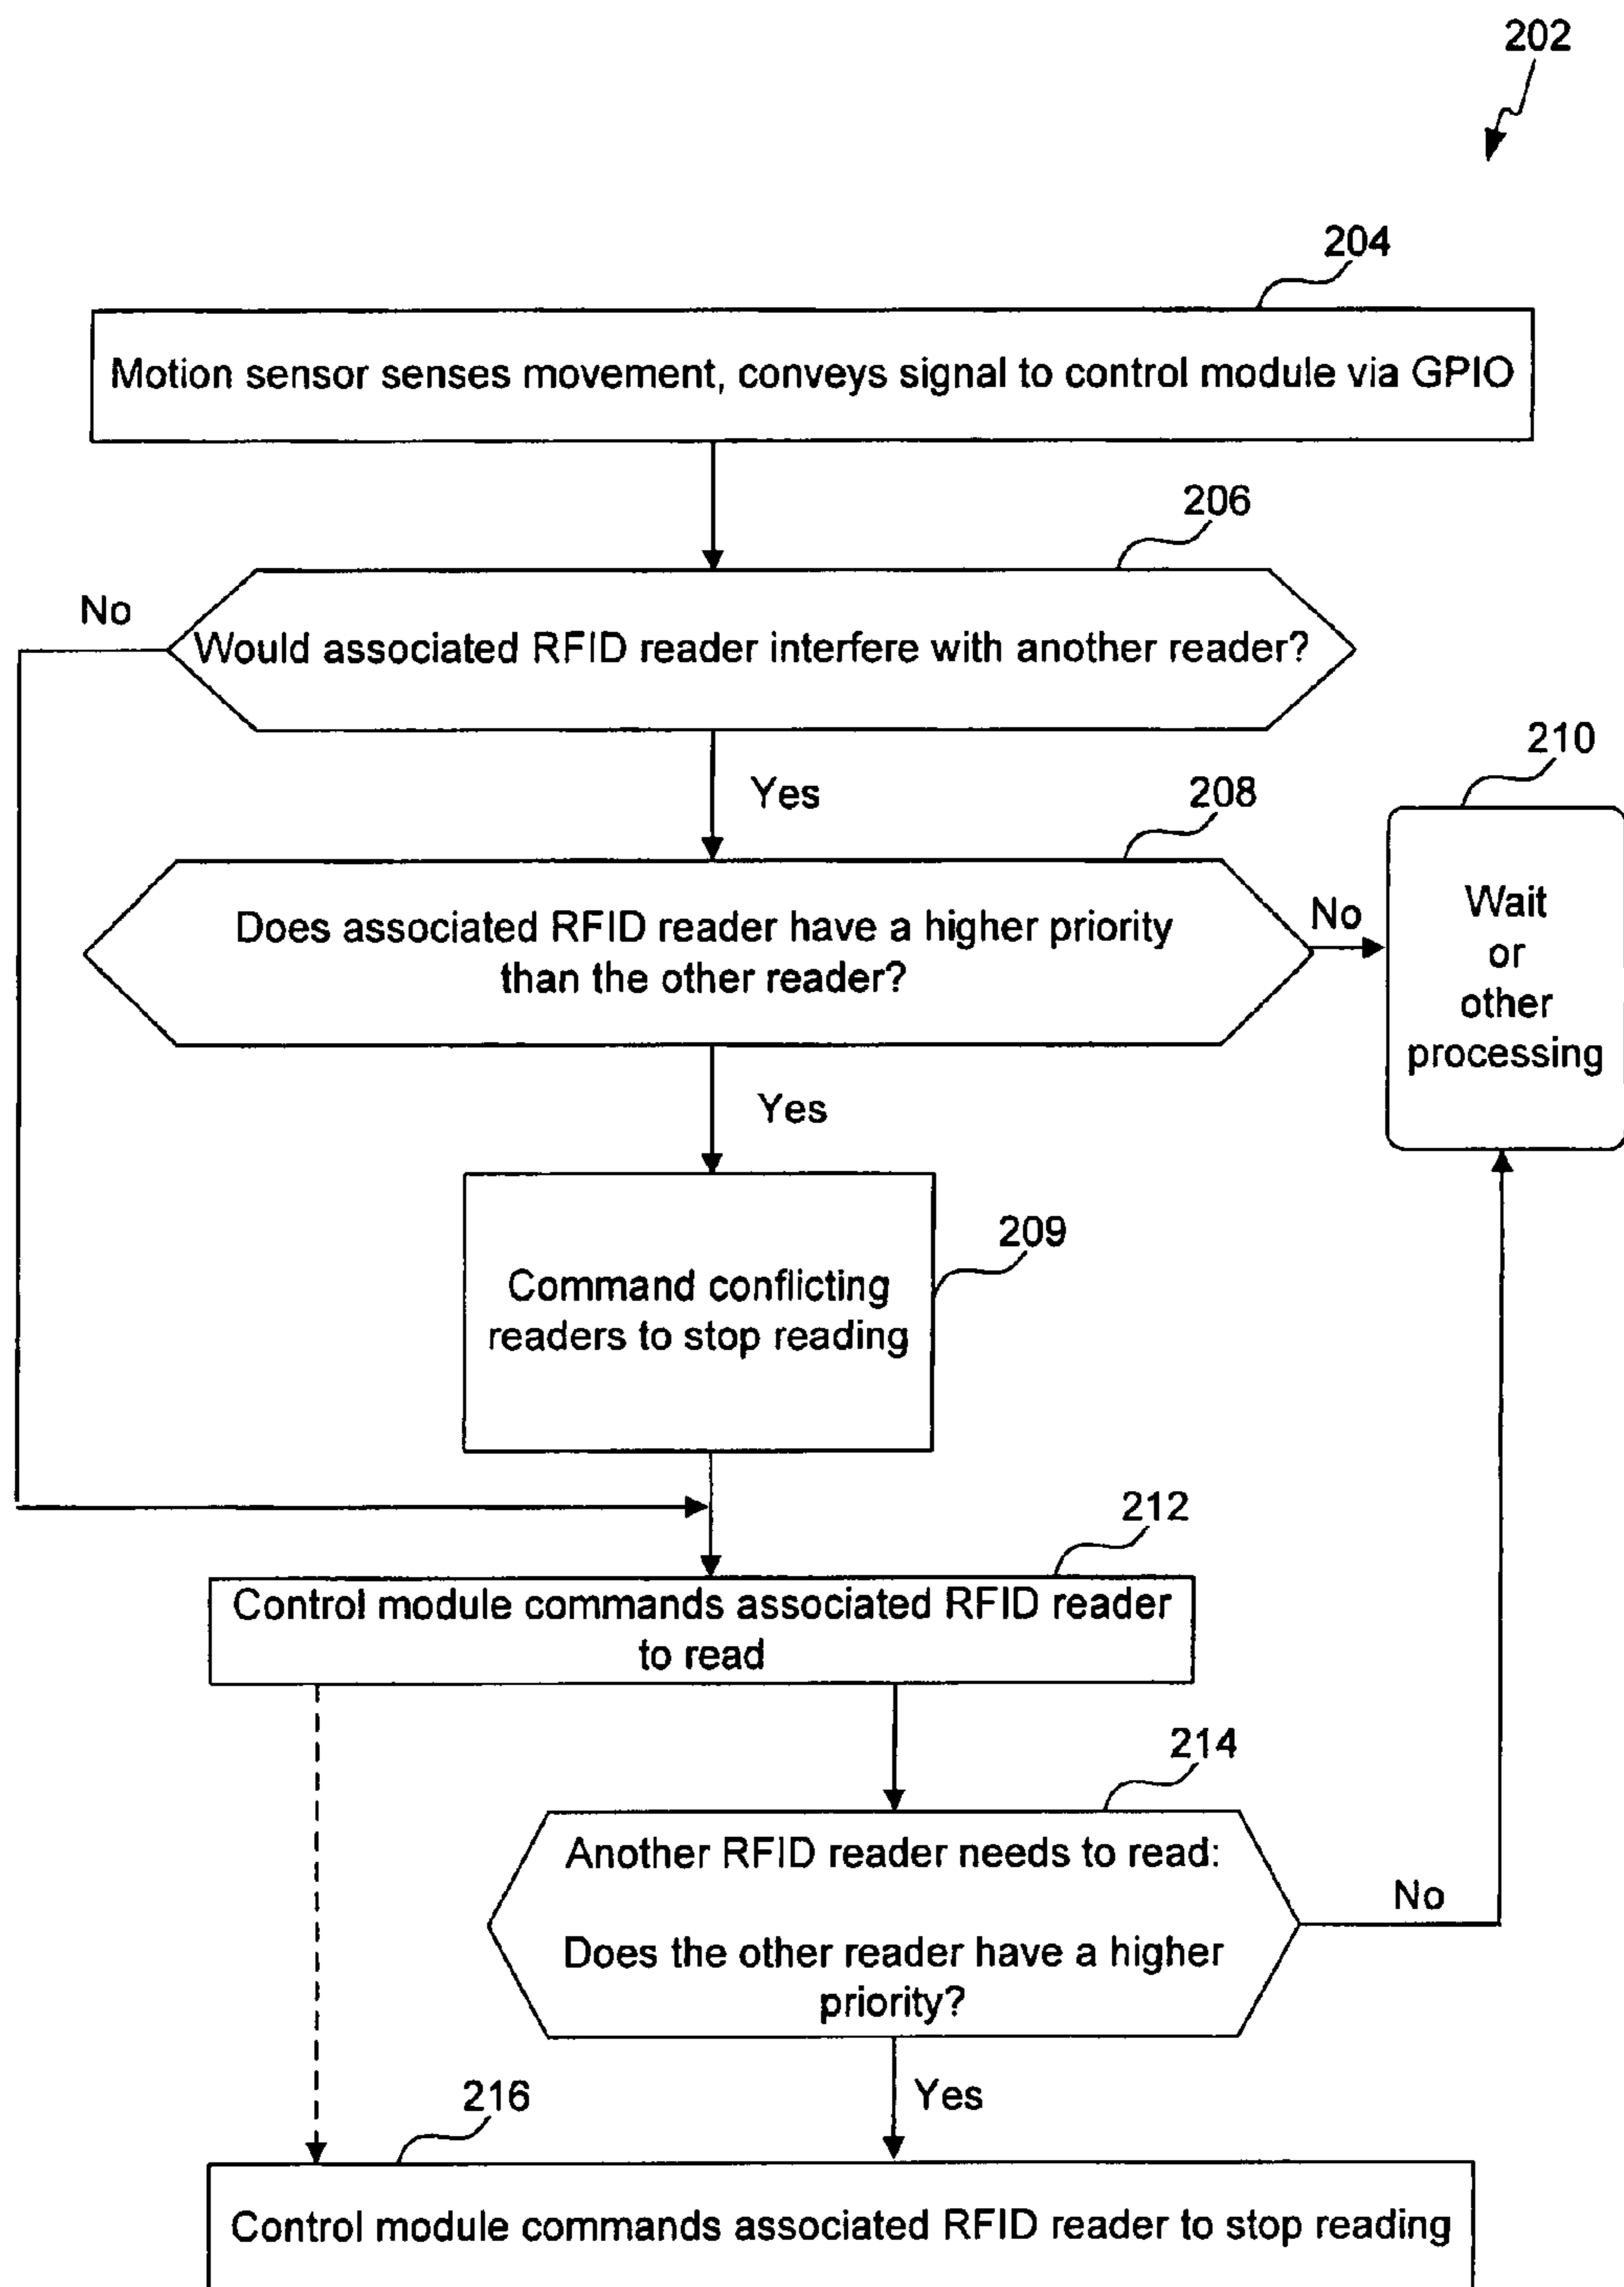 202
204
Motion sensor senses movement, conveys signal to control module via GPIO
206
No
Would associated RFID reader interfere with another reader?
210
Yes
208
Wait
or
other
processing
Does associated RFID reader have a higher priority
than the other reader?
No
Yes
209
Command conflicting
readers to stop reading
212
Control module commands associated RFID reader
to read
214
Another RFID reader needs to read:
Does the other reader have a higher
priority?
No
216
Yes
Control module commands associated RFID reader to stop reading